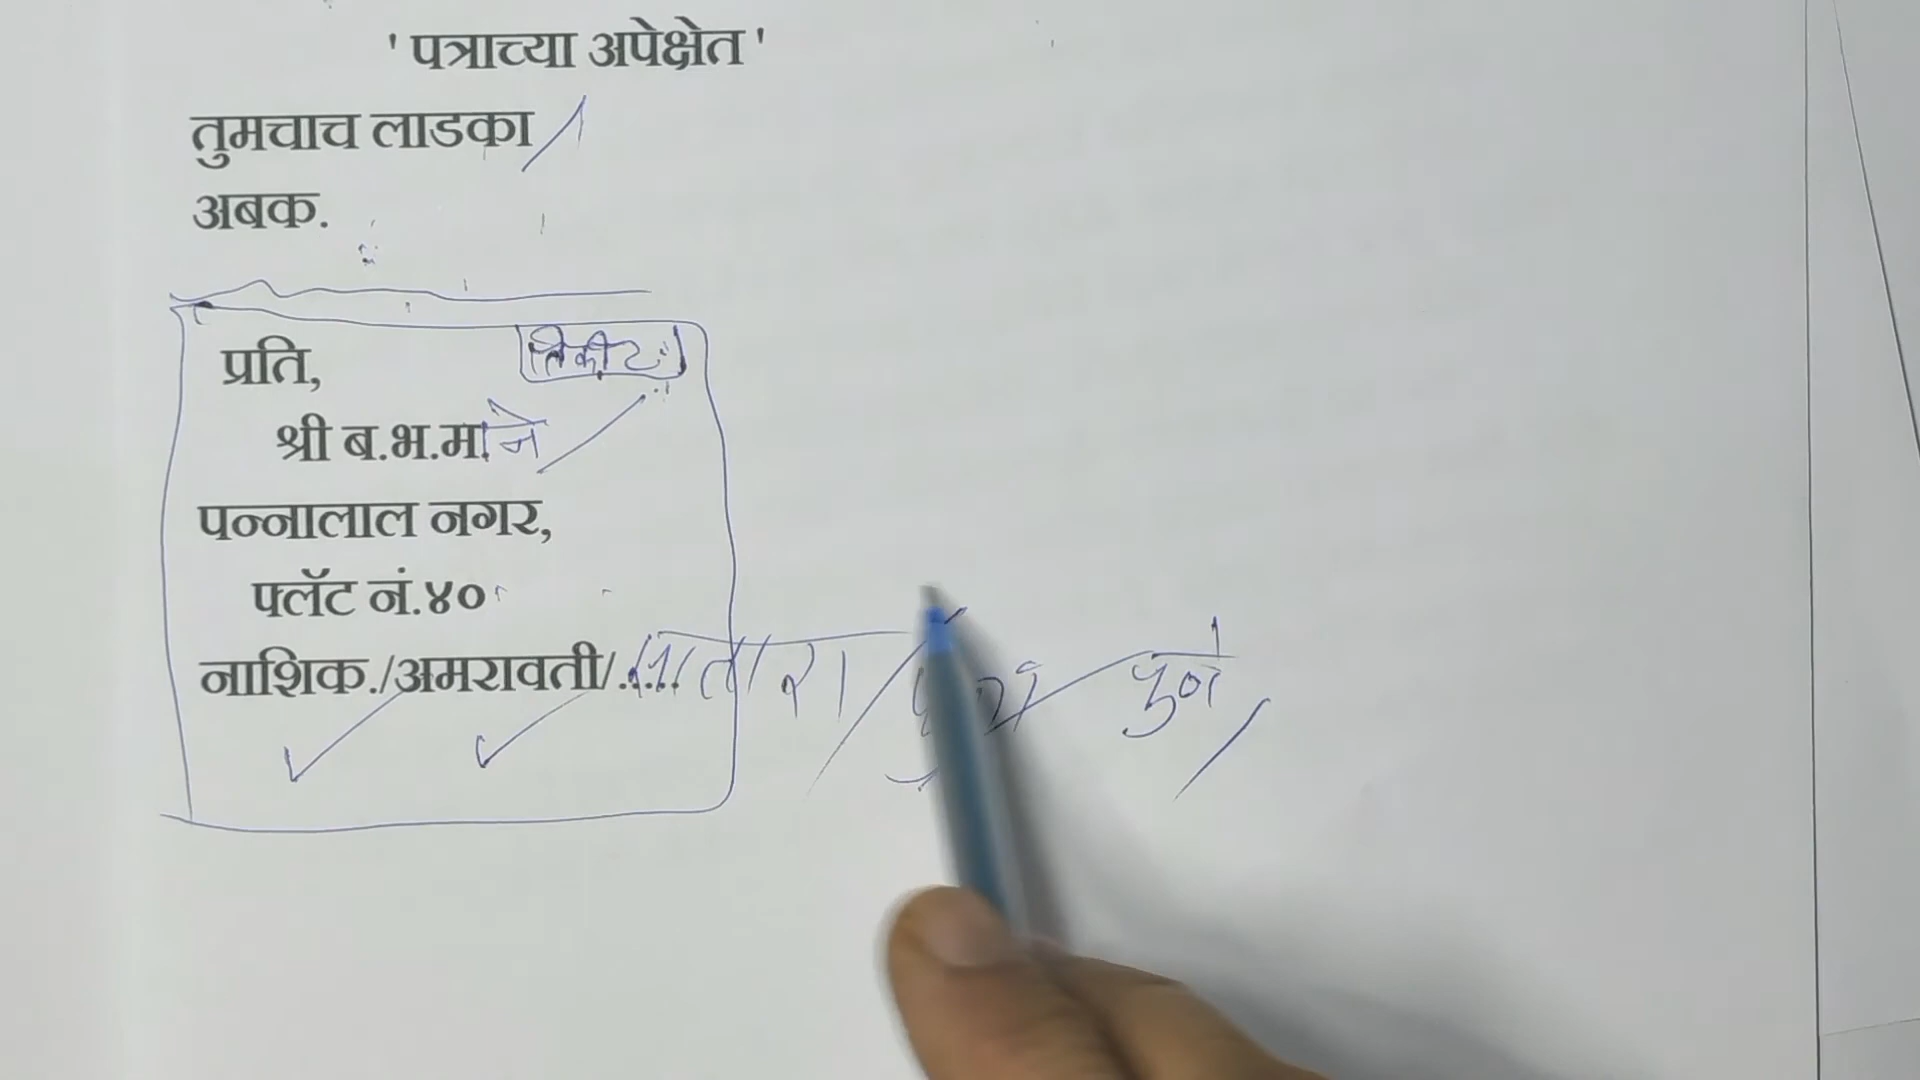 ' पत्राच्या अपेक्षेत '
तुमचाच लाडका
अबक.
प्रति, तिकीट
श्री ब.भ.माने
पन्नालाल नगर,
फ्लॅट नं.४०
नाशिक./अमरावती/..... सातारा / पुणे